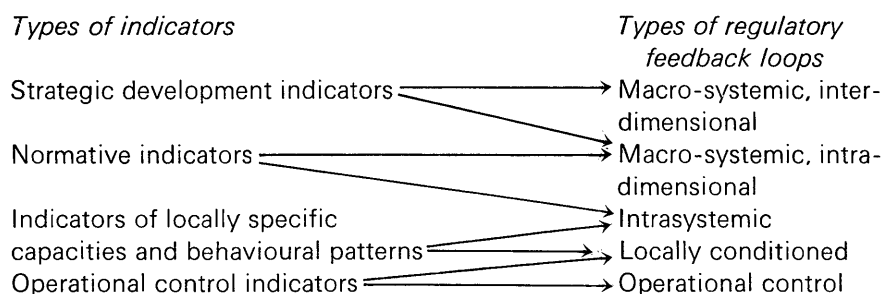 Types of indicators
Types of regulatory
feedback loops
Strategic development indicators
Macro-systemic, inter-
dimensional
Normative indicators
Macro-systemic, intra-
dimensional
Indicators of locally specific
capacities and behavioural patterns
Intrasystemic
Locally conditioned
Operational control indicators
Operational control